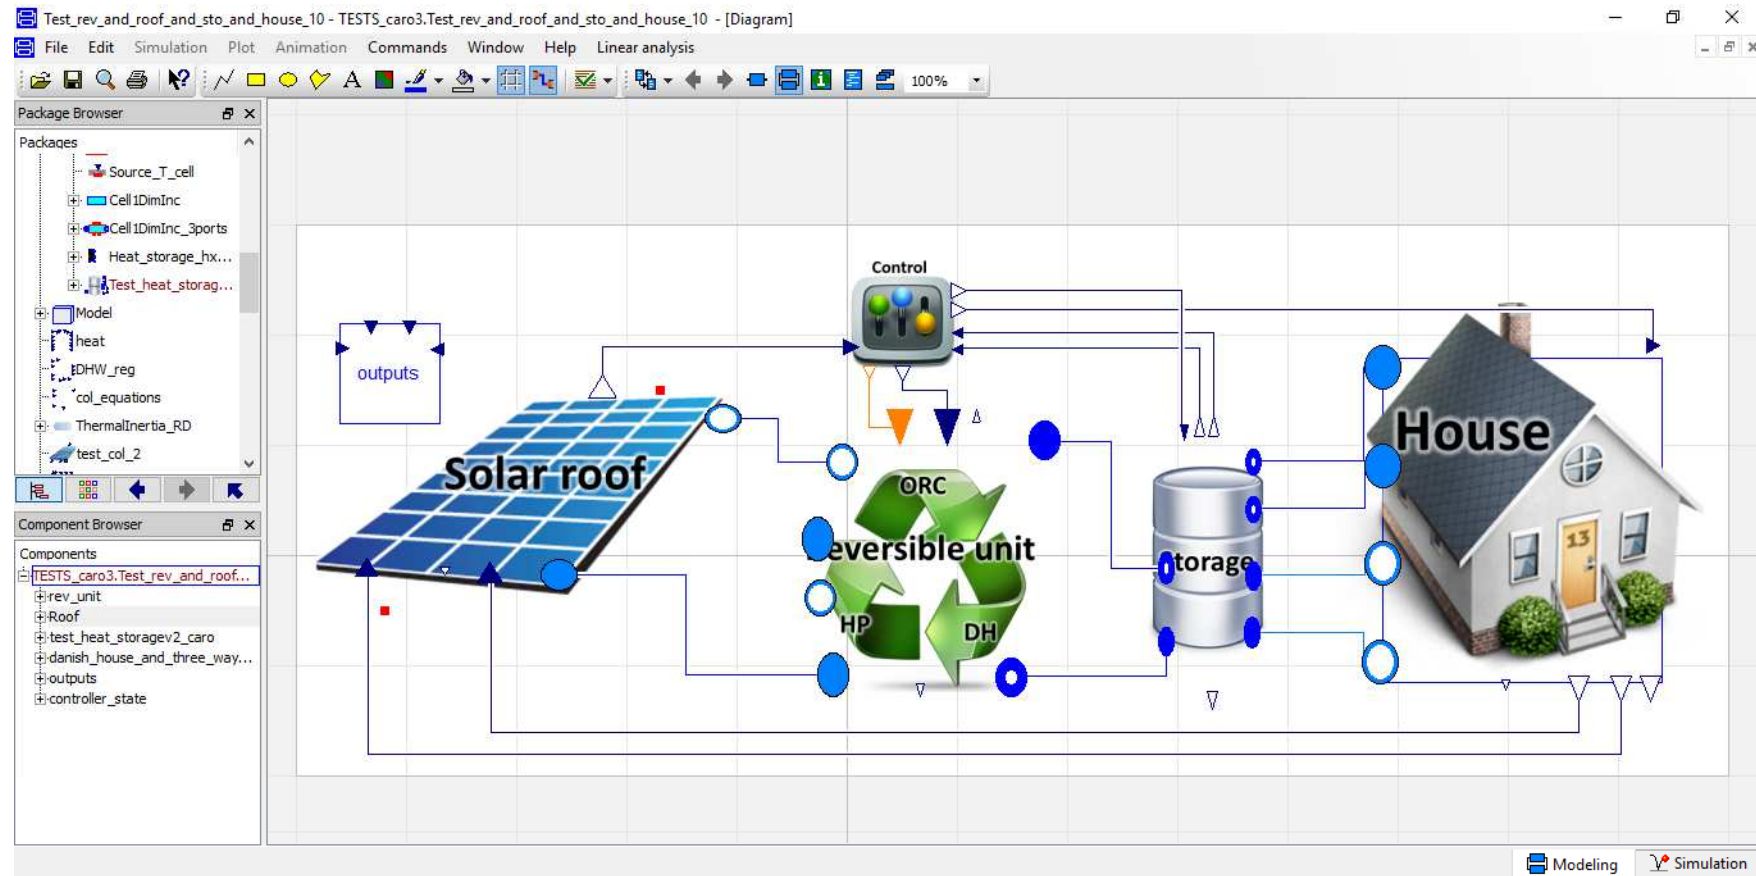 Test_rev_and_roof_and_sto_and_house_10 - TESTS_caro3.Test_rev_and_roof_and_sto_and_house_10 - [Diagram]
File Edit Simulation Plot Animation Commands Window Help Linear analysis
A 100%
Package Browser
Packages
Source_T_cell
Cell1DimInc
Cell1DimInc_3ports
Heat_storage_hx...
Test_heat_storag...
Model
heat
DHW_reg
col_equations
ThermalInertia_RD
test_col_2
Component Browser
Components
TESTS_caro3.Test_rev_and_roof...
rev_unit
Roof
test_heat_storagev2_caro
danish_house_and_three_way...
outputs
controller_state
Control
outputs
Solar roof
ORC
eversible unit
HP
DH
torage
House
13
Modeling Simulation